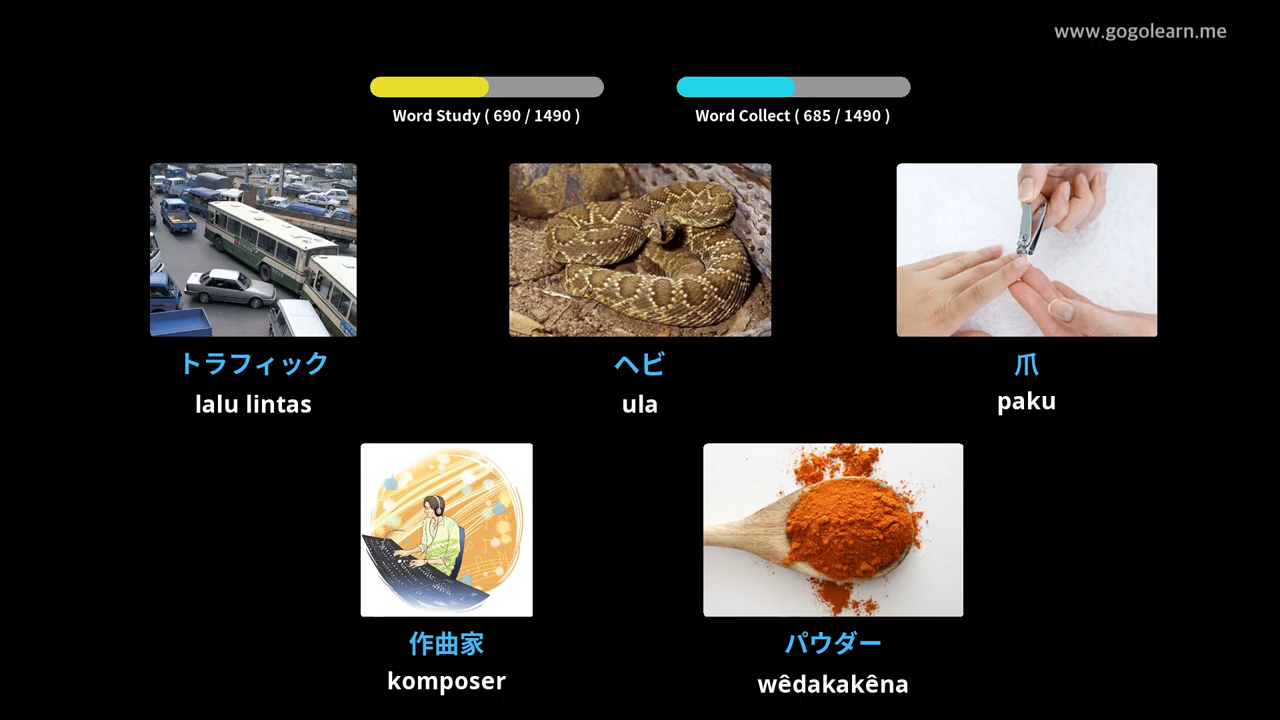 www.gogolearn.me
Word Study ( 690 / 1490 )
Word Collect ( 685 / 1490 )
トラフィック
lalu lintas
ヘビ
ula
爪
paku
作曲家
komposer
パウダー
wêdakakêna